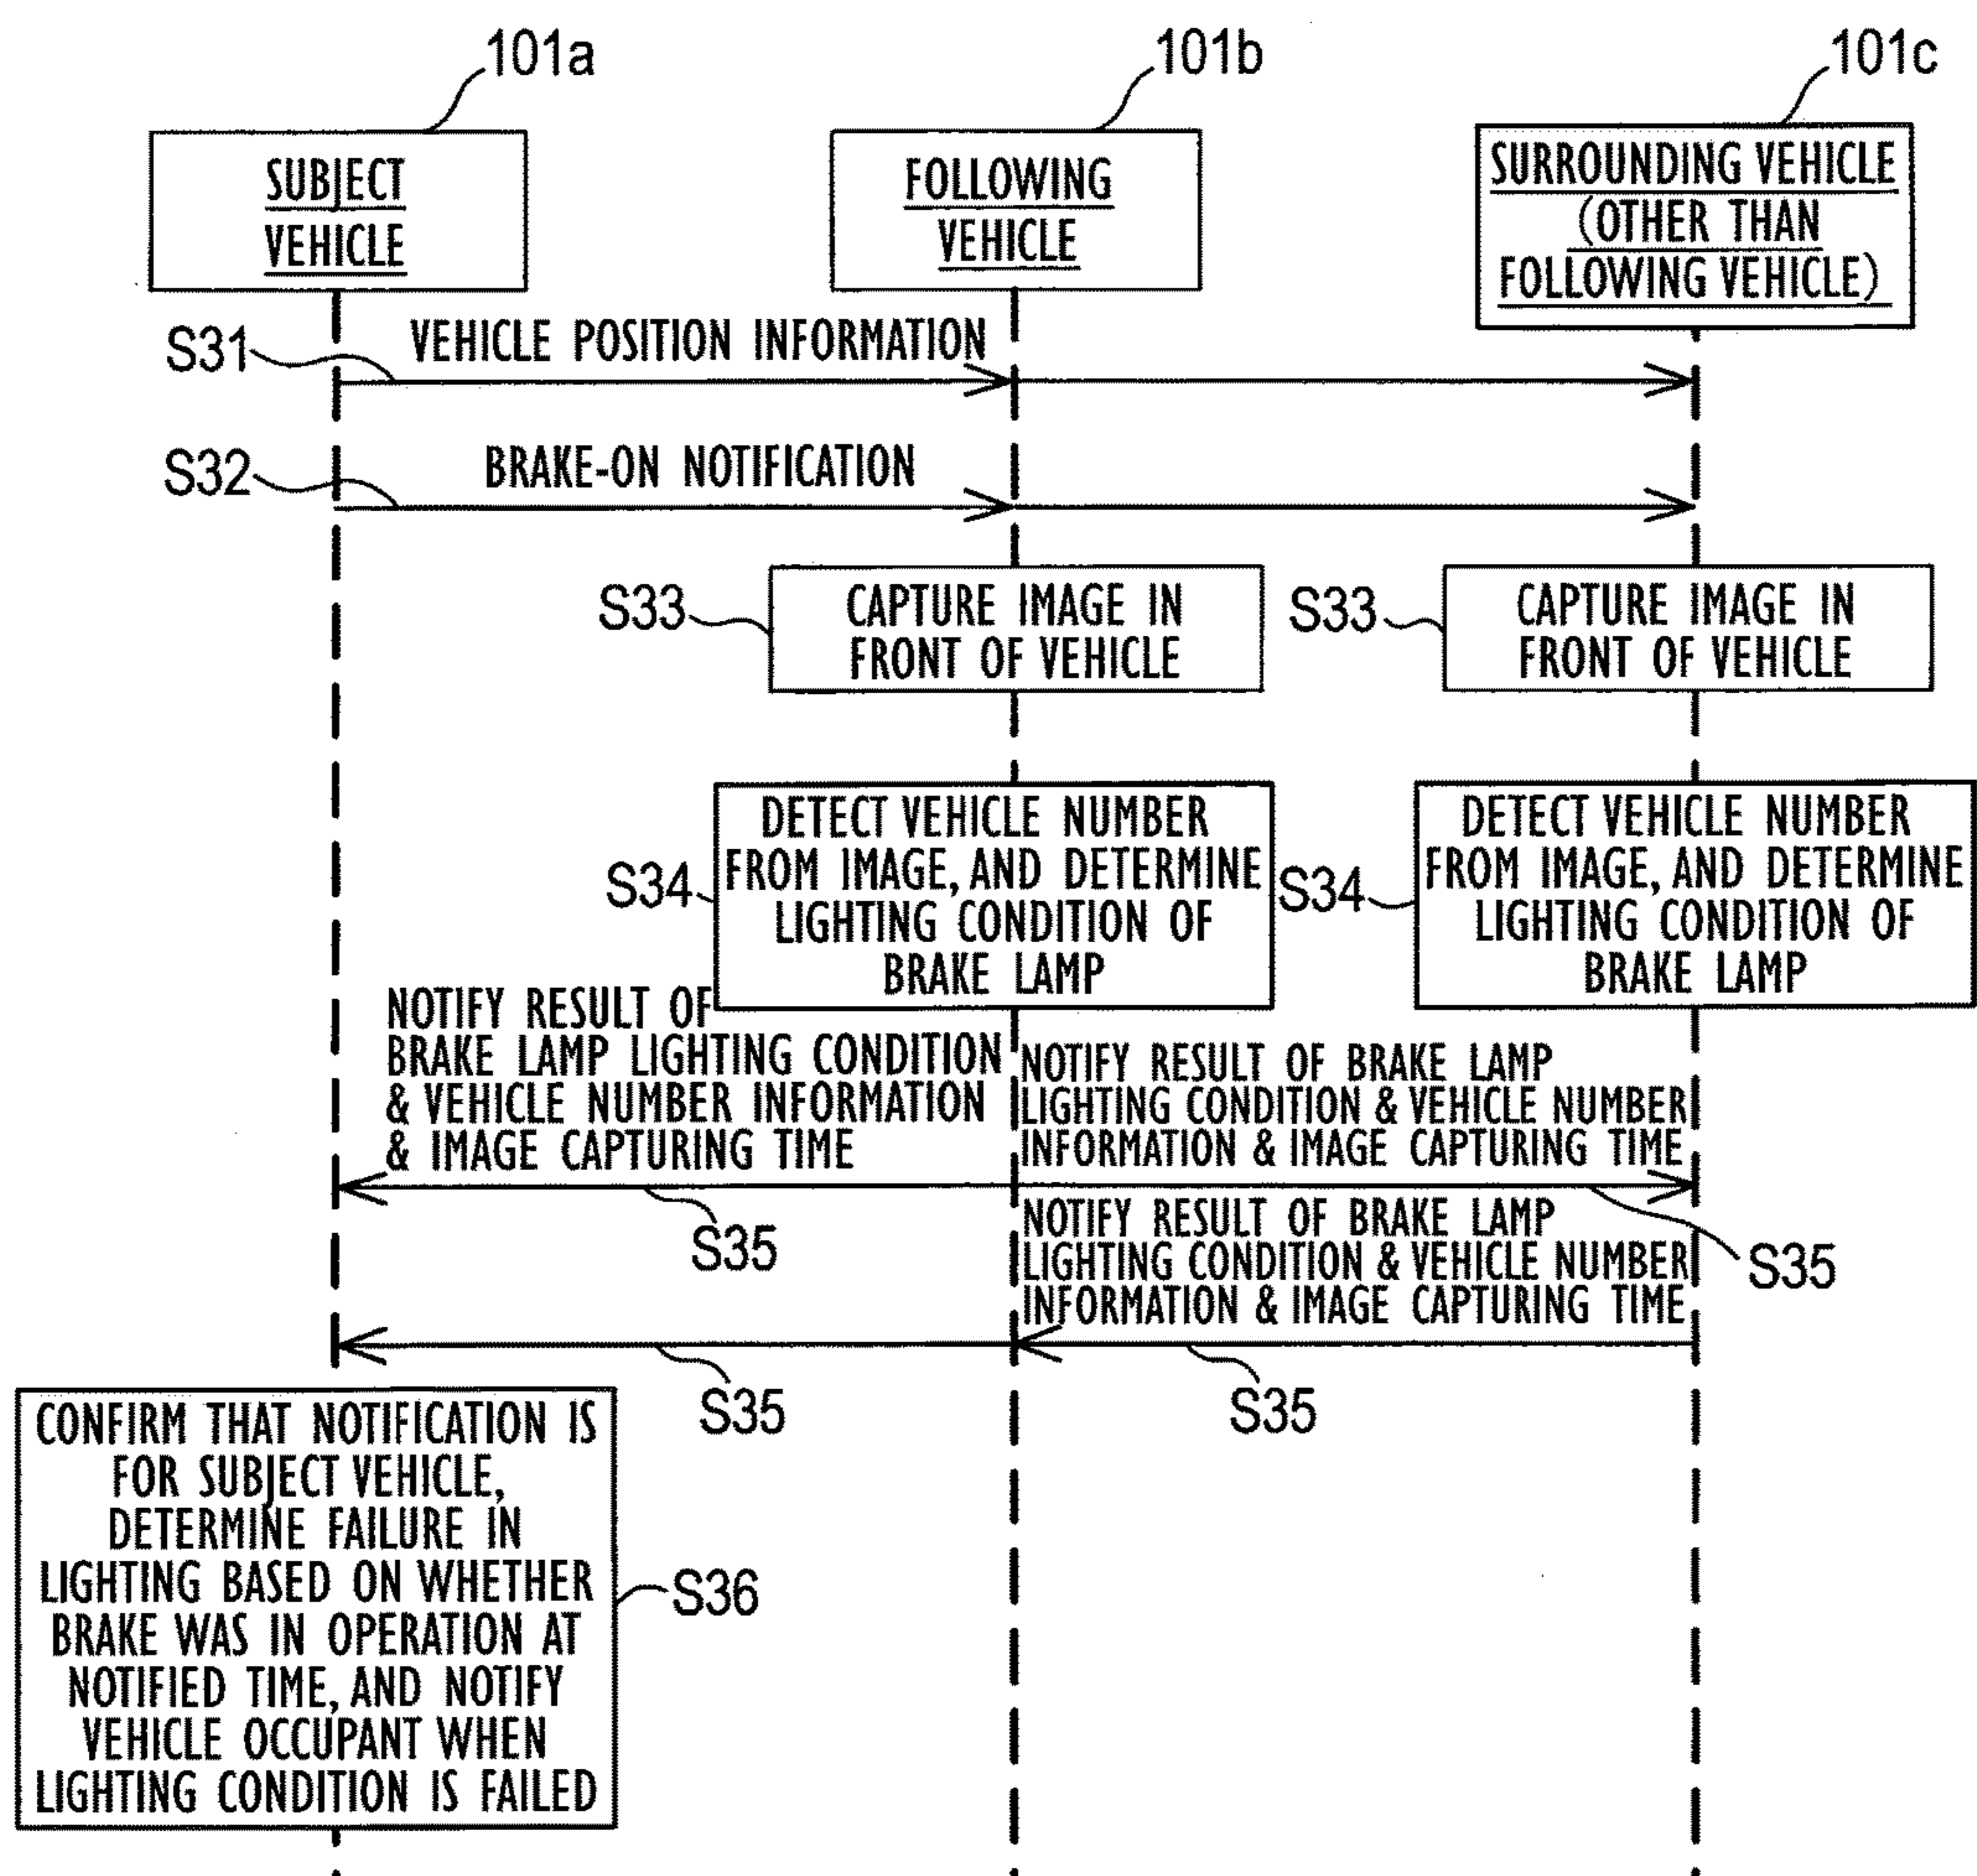 101a
101b
101c
SUBJECT
VEHICLE
FOLLOWING
VEHICLE
SURROUNDING VEHICLE
(OTHER THAN
FOLLOWING VEHICLE)
S31
VEHICLE POSITION INFORMATION
S32
BRAKE-ON NOTIFICATION
S33
CAPTURE IMAGE IN
FRONT OF VEHICLE
S33
CAPTURE IMAGE IN
FRONT OF VEHICLE
S34
DETECT VEHICLE NUMBER
FROM IMAGE, AND DETERMINE
LIGHTING CONDITION OF
BRAKE LAMP
S34
DETECT VEHICLE NUMBER
FROM IMAGE, AND DETERMINE
LIGHTING CONDITION OF
BRAKE LAMP
NOTIFY RESULT OF
BRAKE LAMP LIGHTING CONDITION
& VEHICLE NUMBER INFORMATION
& IMAGE CAPTURING TIME
NOTIFY RESULT OF BRAKE LAMP
LIGHTING CONDITION & VEHICLE NUMBER
INFORMATION & IMAGE CAPTURING TIME
S35
S35
NOTIFY RESULT OF BRAKE LAMP
LIGHTING CONDITION & VEHICLE NUMBER
INFORMATION & IMAGE CAPTURING TIME
S35
S35
CONFIRM THAT NOTIFICATION IS
FOR SUBJECT VEHICLE,
DETERMINE FAILURE IN
LIGHTING BASED ON WHETHER
BRAKE WAS IN OPERATION AT
NOTIFIED TIME, AND NOTIFY
VEHICLE OCCUPANT WHEN
LIGHTING CONDITION IS FAILED
S36